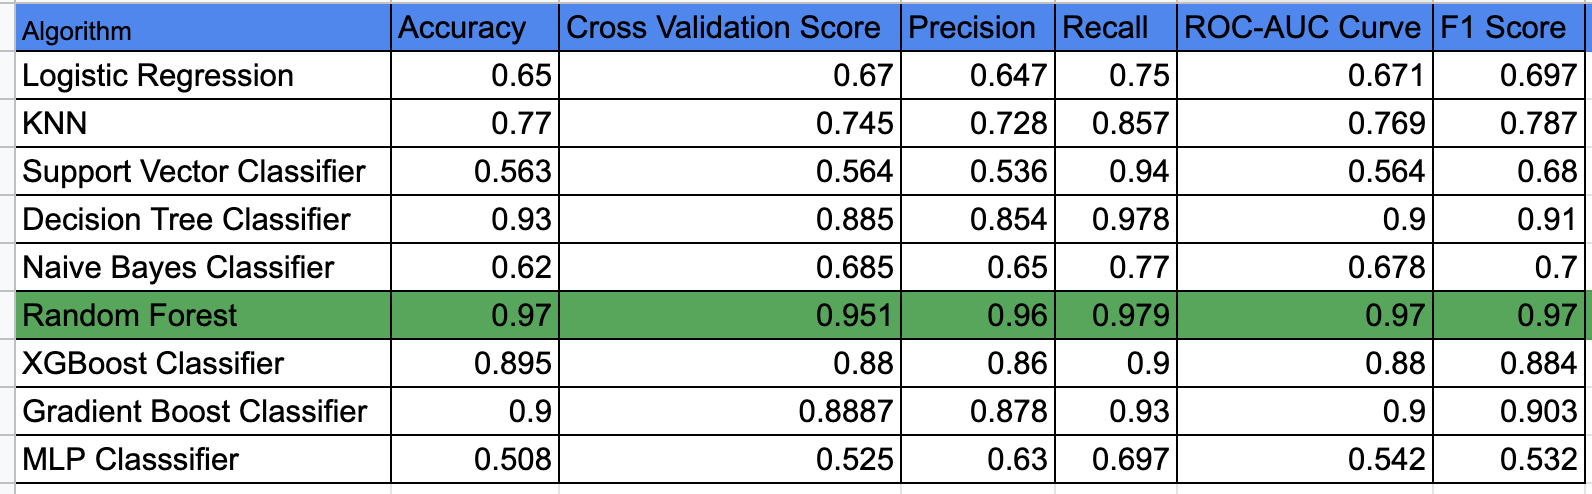 Algorithm Accuracy Cross Validation Score Precision Recall ROC-AUC Curve F1 Score
Logistic Regression 0.65 0.67 0.647 0.75 0.671 0.697
KNN 0.77 0.745 0.728 0.857 0.769 0.787
Support Vector Classifier 0.563 0.564 0.536 0.94 0.564 0.68
Decision Tree Classifier 0.93 0.885 0.854 0.978 0.9 0.91
Naive Bayes Classifier 0.62 0.685 0.65 0.77 0.678 0.7
Random Forest 0.97 0.951 0.96 0.979 0.97 0.97
XGBoost Classifier 0.895 0.88 0.86 0.9 0.88 0.884
Gradient Boost Classifier 0.9 0.8887 0.878 0.93 0.9 0.903
MLP Classsifier 0.508 0.525 0.63 0.697 0.542 0.532